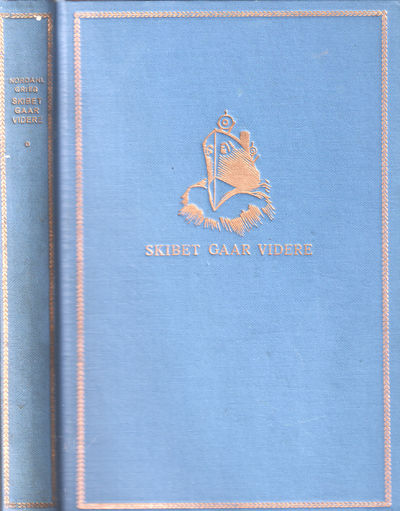 NORDAHL
GRIEG
SKIBET
GAAR
VIDERE
SKIBET GAAR VIDERE